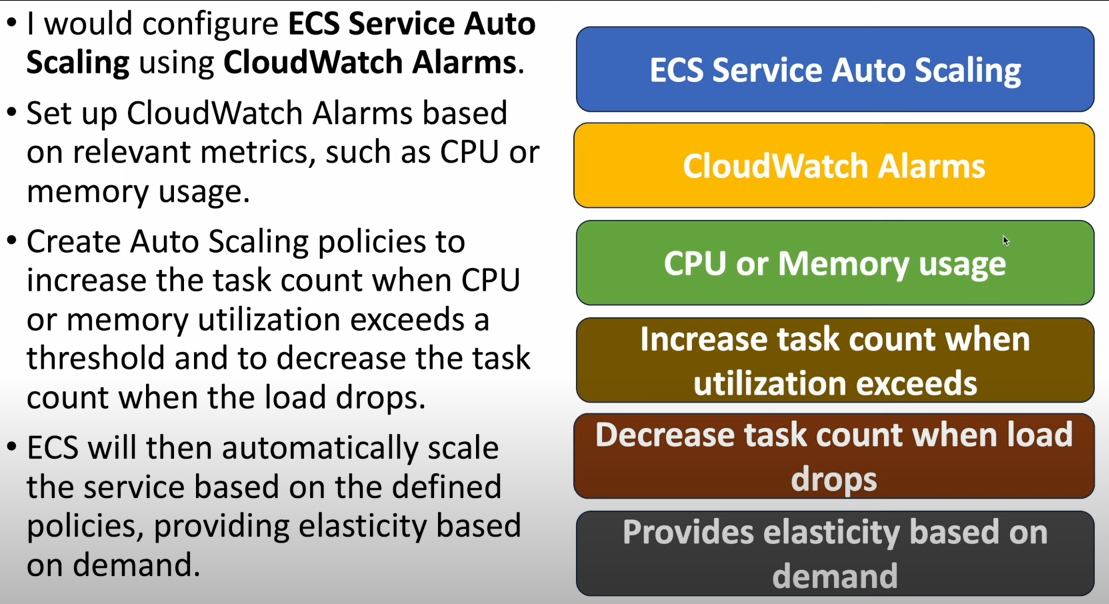 • I would configure ECS Service Auto
Scaling using CloudWatch Alarms.
• Set up CloudWatch Alarms based
on relevant metrics, such as CPU or
memory usage.
• Create Auto Scaling policies to
increase the task count when CPU
or memory utilization exceeds a
threshold and to decrease the task
count when the load drops.
• ECS will then automatically scale
the service based on the defined
policies, providing elasticity based
on demand.
ECS Service Auto Scaling
CloudWatch Alarms
CPU or Memory usage
Increase task count when
utilization exceeds
Decrease task count when load
drops
Provides elasticity based on
demand